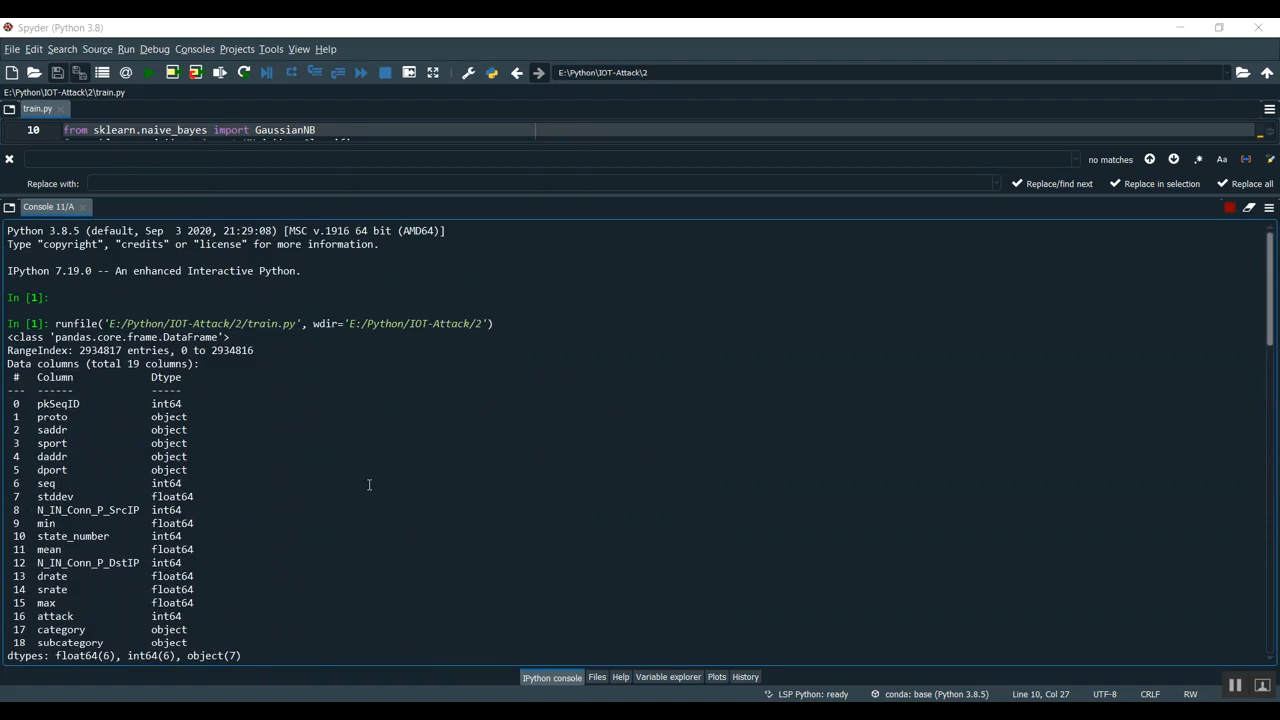 Spyder (Python 3.8)
File Edit Search Source Run Debug Consoles Projects Tools View Help
E:\Python\IOT-Attack\2
E:\Python\IOT-Attack\2\train.py
train.py
10 from sklearn.naive_bayes import GaussianNB
no matches
Aa
Replace with:
Replace/find next Replace in selection Replace all
Console 11/A
Python 3.8.5 (default, Sep  3 2020, 21:29:08) [MSC v.1916 64 bit (AMD64)]
Type "copyright", "credits" or "license" for more information.
IPython 7.19.0 -- An enhanced Interactive Python.
In [1]:
In [1]: runfile('E:/Python/IOT-Attack/2/train.py', wdir='E:/Python/IOT-Attack/2')
<class 'pandas.core.frame.DataFrame'>
RangeIndex: 2934817 entries, 0 to 2934816
Data columns (total 19 columns):
# Column Dtype
--- ------ -----
0 pkSeqID int64
1 proto object
2 saddr object
3 sport object
4 daddr object
5 dport object
6 seq int64
7 stddev float64
8 N_IN_Conn_P_SrcIP int64
9 min float64
10 state_number int64
11 mean float64
12 N_IN_Conn_P_DstIP int64
13 drate float64
14 srate float64
15 max float64
16 attack int64
17 category object
18 subcategory object
dtypes: float64(6), int64(6), object(7)
IPython console Files Help Variable explorer Plots History
LSP Python: ready conda: base (Python 3.8.5) Line 10, Col 27 UTF-8 CRLF RW